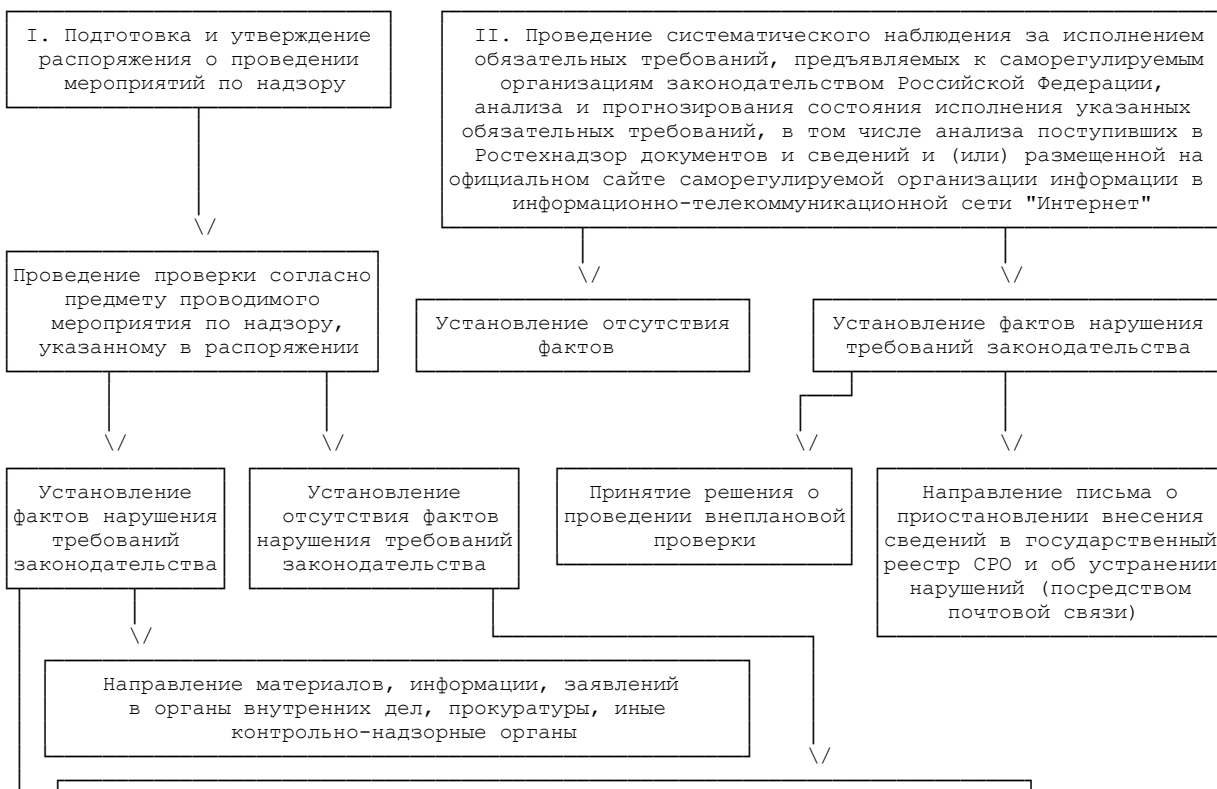 I. Подготовка и утверждение
распоряжения о проведении
мероприятий по надзору
II. Проведение систематического наблюдения за исполнением
обязательных требований, предъявляемых к саморегулируемым
организациям законодательством Российской Федерации,
анализа и прогнозирования состояния исполнения указанных
обязательных требований, в том числе анализа поступивших в
Ростехнадзор документов и сведений и (или) размещенной на
официальном сайте саморегулируемой организации информации в
информационно-телекоммуникационной сети "Интернет"
Проведение проверки согласно
предмету проводимого
мероприятия по надзору,
указанному в распоряжении
Установление отсутствия
фактов
Установление фактов нарушения
требований законодательства
Установление
фактов нарушения
требований
законодательства
Установление
отсутствия фактов
нарушения требований
законодательства
Принятие решения о
проведении внеплановой
проверки
Направление письма о
приостановлении внесения
сведений в государственный
реестр СРО и об устранении
нарушений (посредством
почтовой связи)
Направление материалов, информации, заявлений
в органы внутренних дел, прокуратуры, иные
контрольно-надзорные органы